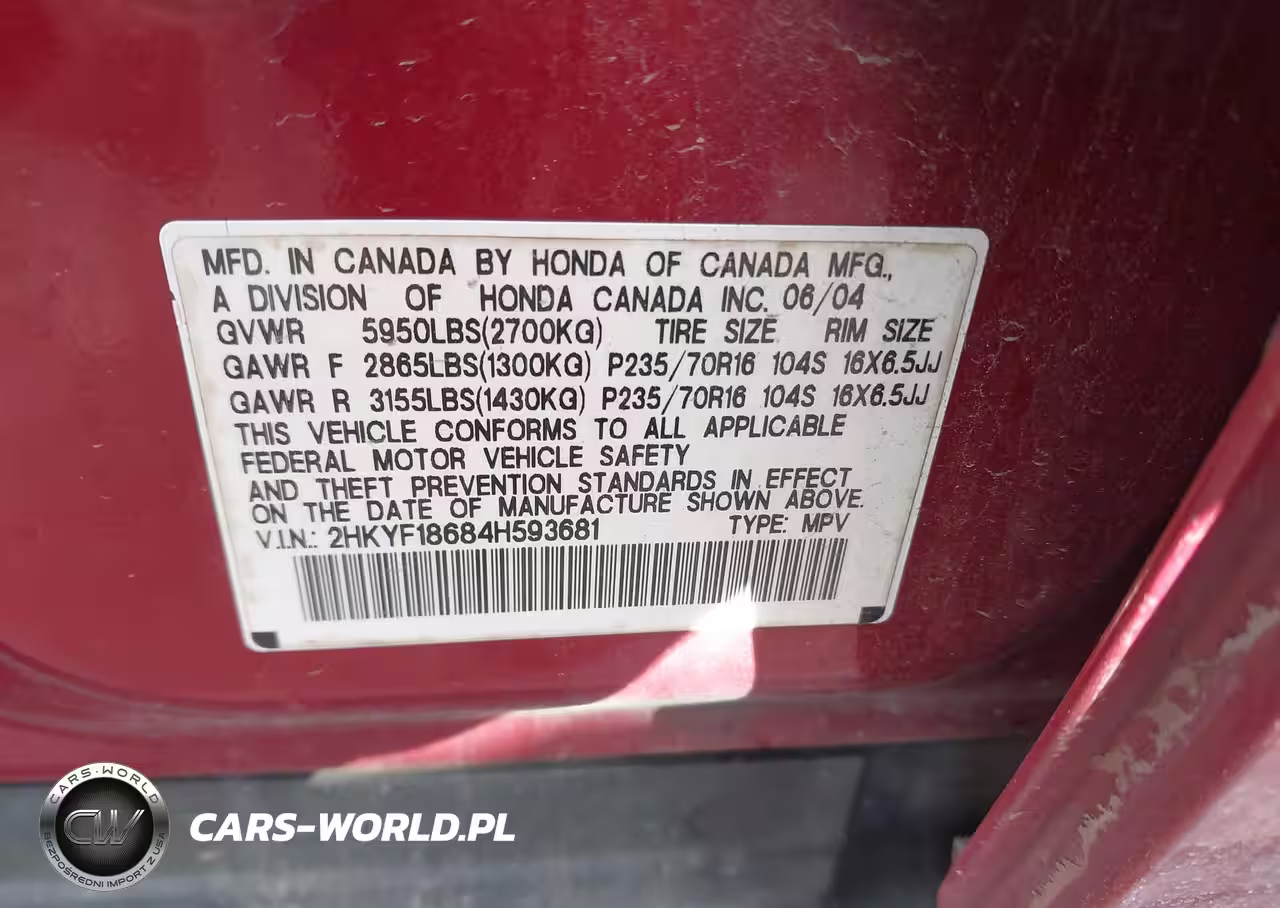 MFD. IN CANADA BY HONDA OF CANADA MFG.,
A DIVISION OF HONDA CANADA INC. 06/04
GVWR 5950LBS(2700KG) TIRE SIZE RIM SIZE
GAWR F 2865LBS(1300KG) P235/70R16 104S 16X6.5JJ
GAWR R 3155LBS(1430KG) P235/70R16 104S 16X6.5JJ
THIS VEHICLE CONFORMS TO ALL APPLICABLE
FEDERAL MOTOR VEHICLE SAFETY
AND THEFT PREVENTION STANDARDS IN EFFECT
ON THE DATE OF MANUFACTURE SHOWN ABOVE.
V.I.N.: 2HKYF18684H593681 TYPE: MPV
CARS-WORLD
CW
BEZPOŚREDNI IMPORT Z USA
CARS-WORLD.PL